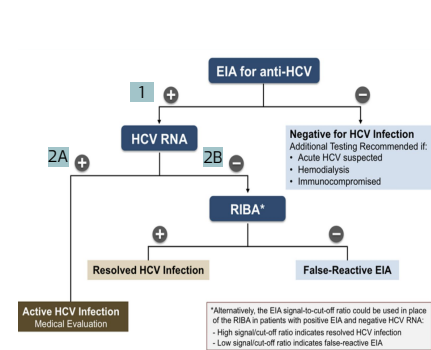 EIA for anti-HCV
1
+
−
HCV RNA
Negative for HCV Infection
Additional Testing Recommended if:
• Acute HCV suspected
• Hemodialysis
• Immunocompromised
2A
+
2B
−
RIBA*
+
−
Resolved HCV Infection
False-Reactive EIA
Active HCV Infection
Medical Evaluation
*Alternatively, the EIA signal-to-cut-off ratio could be used in place
of the RIBA in patients with positive EIA and negative HCV RNA:
- High signal/cut-off ratio indicates resolved HCV infection
- Low signal/cut-off ratio indicates false-reactive EIA